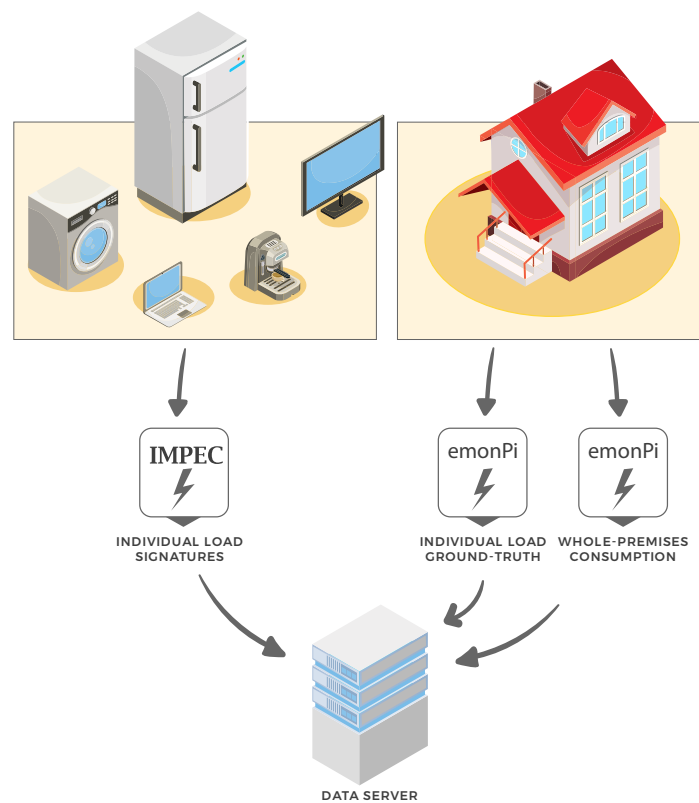 IMPEC
emonPi
emonPi
INDIVIDUAL LOAD
SIGNATURES
INDIVIDUAL LOAD
GROUND-TRUTH
WHOLE-PREMISES
CONSUMPTION
DATA SERVER